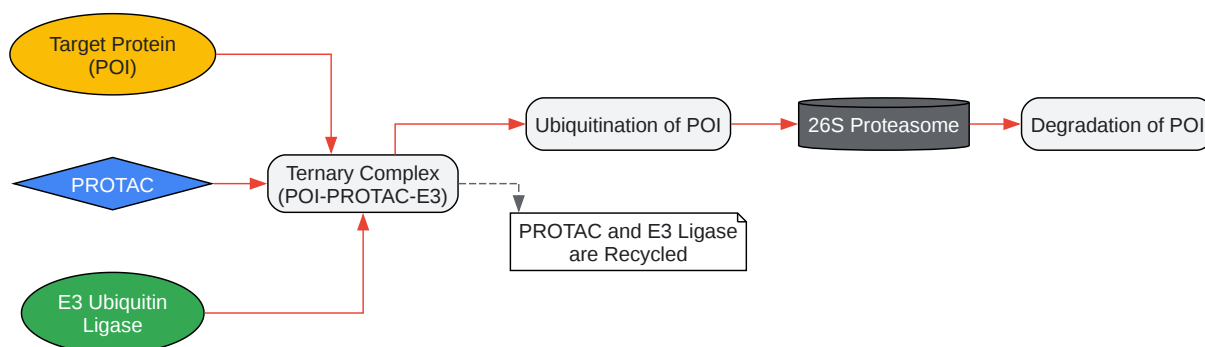 Target Protein
(POI)
PROTAC
E3 Ubiquitin
Ligase
Ternary Complex
(POI-PROTAC-E3)
Ubiquitination of POI
PROTAC and E3 Ligase
are Recycled
26S Proteasome
Degradation of POI